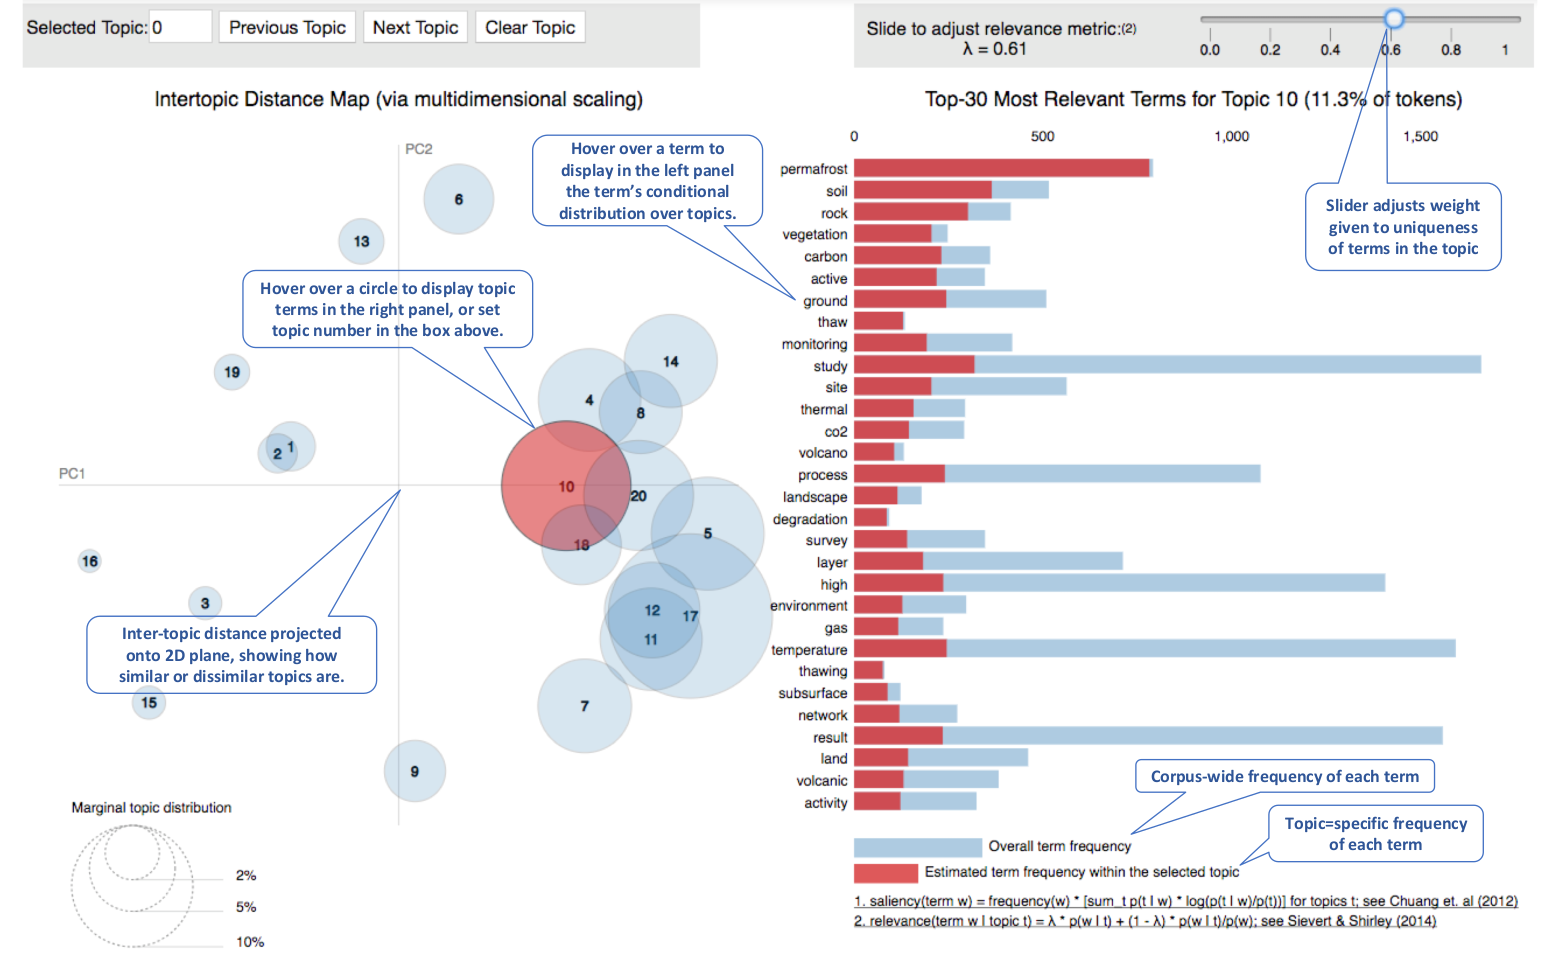 Selected Topic: 0 Previous Topic Next Topic Clear Topic
Slide to adjust relevance metric:(2)
λ = 0.61
0.0 0.2 0.4 0.6 0.8 1
Intertopic Distance Map (via multidimensional scaling)
PC2
PC1
6
13
Hover over a circle to display topic
terms in the right panel, or set
topic number in the box above.
Hover over a term to
display in the left panel
the term's conditional
distribution over topics.
19
14
4
8
2
1
10
20
5
18
16
3
12
17
11
Inter-topic distance projected
onto 2D plane, showing how
similar or dissimilar topics are.
15
7
9
Marginal topic distribution
2%
5%
10%
Top-30 Most Relevant Terms for Topic 10 (11.3% of tokens)
0 500 1,000 1,500
Slider adjusts weight
given to uniqueness
of terms in the topic
permafrost
soil
rock
vegetation
carbon
active
ground
thaw
monitoring
study
site
thermal
co2
volcano
process
landscape
degradation
survey
layer
high
environment
gas
temperature
thawing
subsurface
network
result
land
volcanic
activity
Corpus-wide frequency of each term
Topic=specific frequency
of each term
Overall term frequency
Estimated term frequency within the selected topic
1. saliency(term w) = frequency(w) * [sum_t p(t | w) * log(p(t | w)/p(t))] for topics t; see Chuang et. al (2012)
2. relevance(term w | topic t) = λ * p(w | t) + (1 - λ) * p(w | t)/p(w); see Sievert & Shirley (2014)